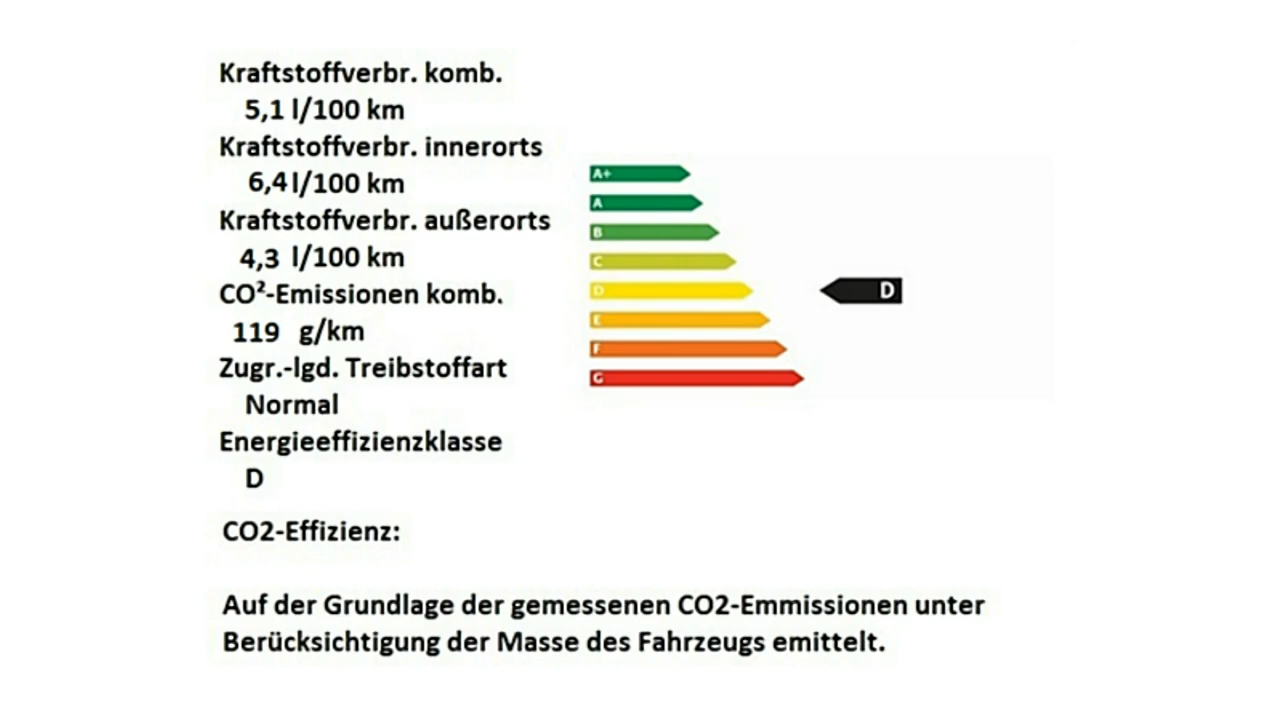 Kraftstoffverbr. komb.
5,1 l/100 km
Kraftstoffverbr. innerorts
6,4 l/100 km
Kraftstoffverbr. außerorts
4,3 l/100 km
CO²-Emissionen komb.
119 g/km
Zugr.-lgd. Treibstoffart
Normal
Energieeffizienzklasse
D
A+
A
B
C
D
D
E
F
G
CO2-Effizienz:
Auf der Grundlage der gemessenen CO2-Emmissionen unter
Berücksichtigung der Masse des Fahrzeugs emittelt.